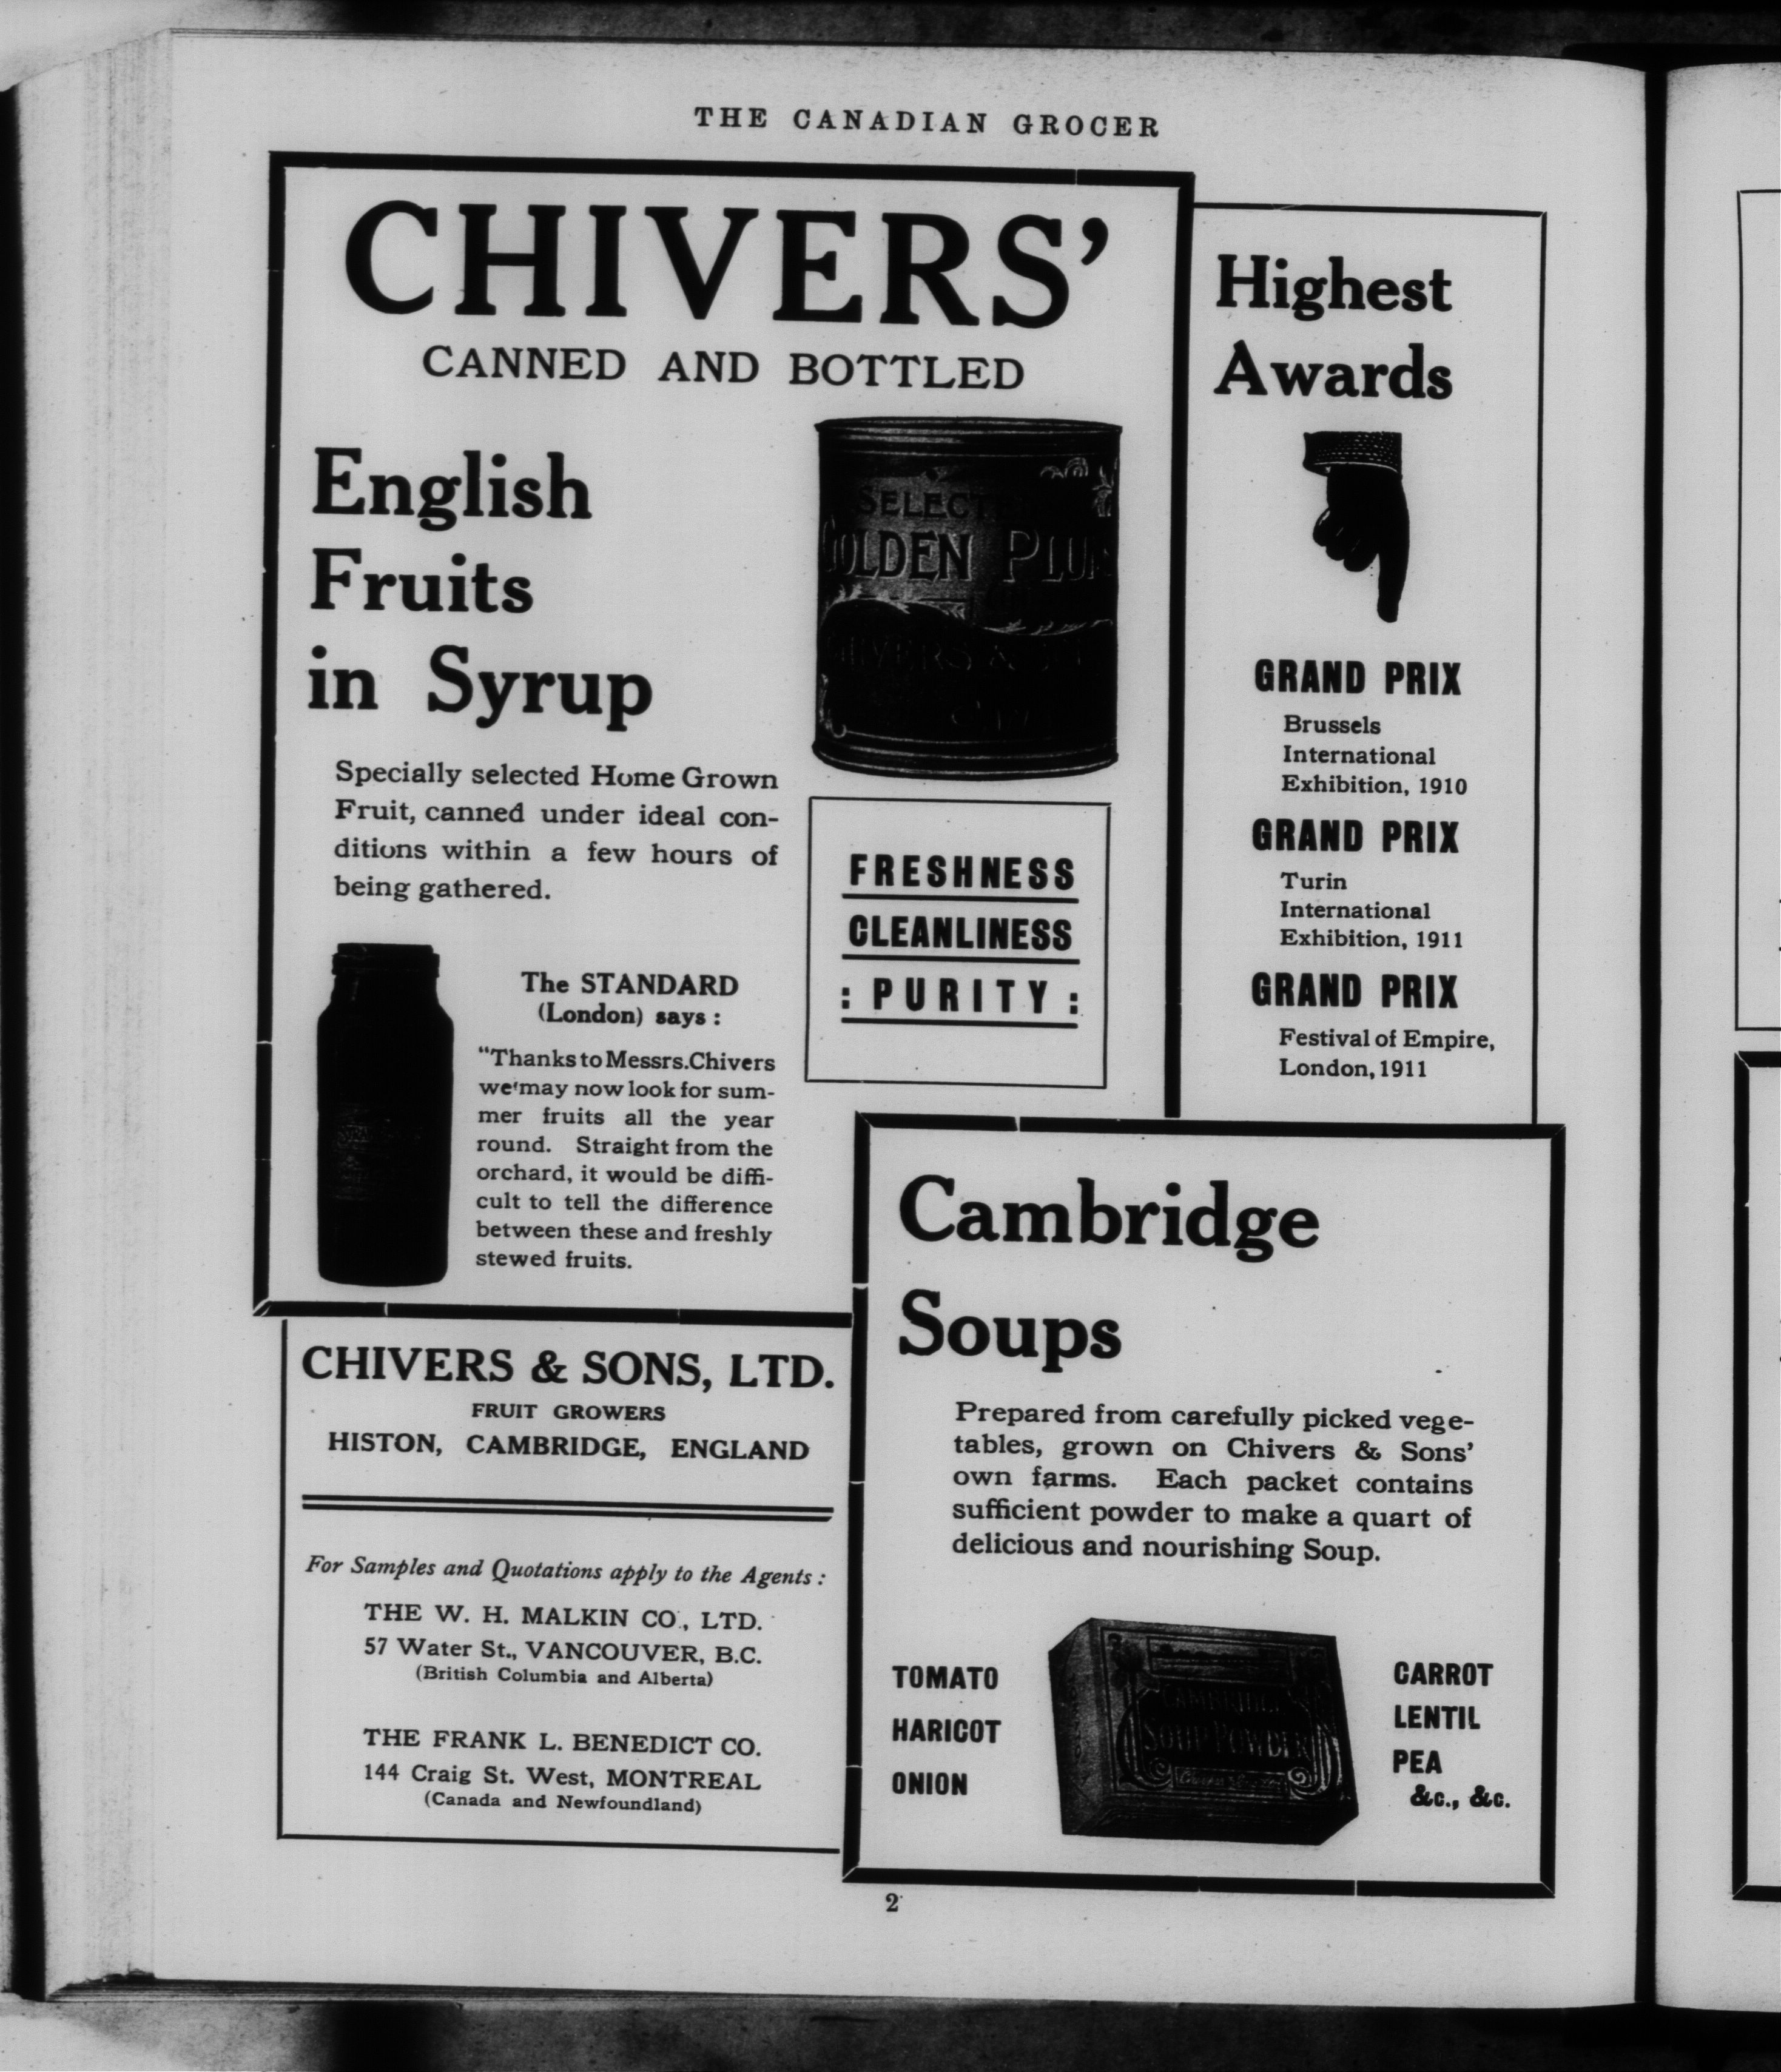 THE CANADIAN GROCER
CHIVERS'
CANNED AND BOTTLED
English
Fruits
in Syrup
Specially selected Home Grown
Fruit, canned under ideal con-
ditions within a few hours of
being gathered.
SELECTE
GOLDEN PLUM
CHIVERS &
FRESHNESS
CLEANLINESS
: PURITY :
The STANDARD
(London) says :
"Thanks to Messrs. Chivers
we may now look for sum-
mer fruits all the year
round. Straight from the
orchard, it would be diffi-
cult to tell the difference
between these and freshly
stewed fruits.
Highest
Awards
GRAND PRIX
Brussels
International
Exhibition, 1910
GRAND PRIX
Turin
International
Exhibition, 1911
GRAND PRIX
Festival of Empire,
London, 1911
CHIVERS & SONS, LTD.
FRUIT GROWERS
HISTON, CAMBRIDGE, ENGLAND
For Samples and Quotations apply to the Agents :
THE W. H. MALKIN CO., LTD.
57 Water St., VANCOUVER, B.C.
(British Columbia and Alberta)
THE FRANK L. BENEDICT CO.
144 Craig St. West, MONTREAL
(Canada and Newfoundland)
Cambridge
Soups
Prepared from carefully picked vege-
tables, grown on Chivers & Sons'
own farms. Each packet contains
sufficient powder to make a quart of
delicious and nourishing Soup.
TOMATO
HARICOT
ONION
CAMBRIDGE
SOUP POWDER
CARROT
LENTIL
PEA
&c., &c.
2